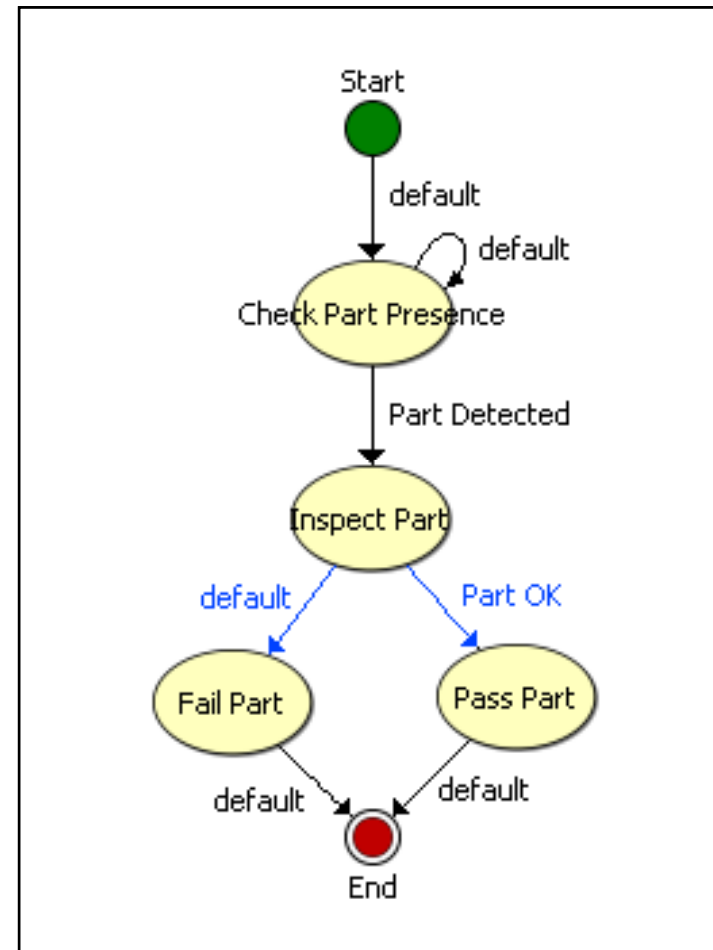 Start
default
default
Check Part Presence
Part Detected
Inspect Part
default
Part OK
Fail Part
Pass Part
default
default
End